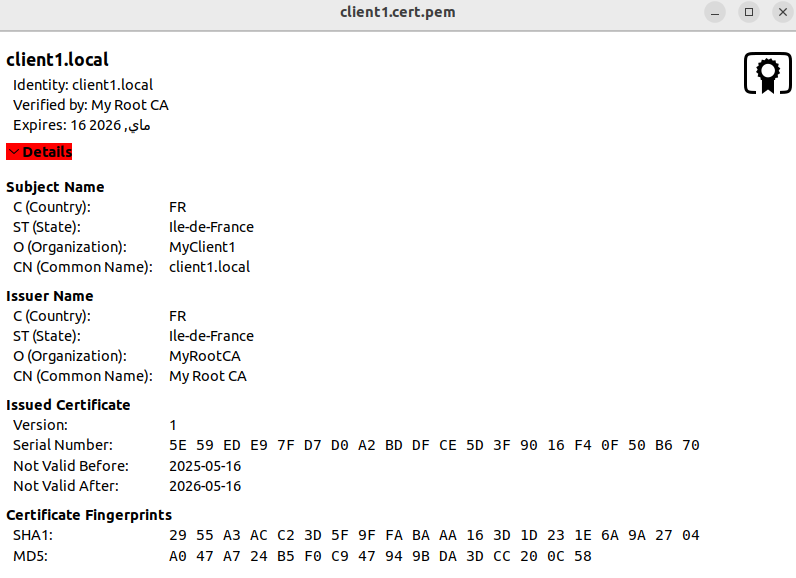 client1.cert.pem
client1.local
Identity: client1.local
Verified by: My Root CA
Expires: 16 ماي, 2026
Details
Subject Name
C (Country): FR
ST (State): Ile-de-France
O (Organization): MyClient1
CN (Common Name): client1.local
Issuer Name
C (Country): FR
ST (State): Ile-de-France
O (Organization): MyRootCA
CN (Common Name): My Root CA
Issued Certificate
Version: 1
Serial Number: 5E 59 ED E9 7F D7 D0 A2 BD DF CE 5D 3F 90 16 F4 0F 50 B6 70
Not Valid Before: 2025-05-16
Not Valid After: 2026-05-16
Certificate Fingerprints
SHA1: 29 55 A3 AC C2 3D 5F 9F FA BA AA 16 3D 1D 23 1E 6A 9A 27 04
MD5: A0 47 A7 24 B5 F0 C9 47 94 9B DA 3D CC 20 0C 58